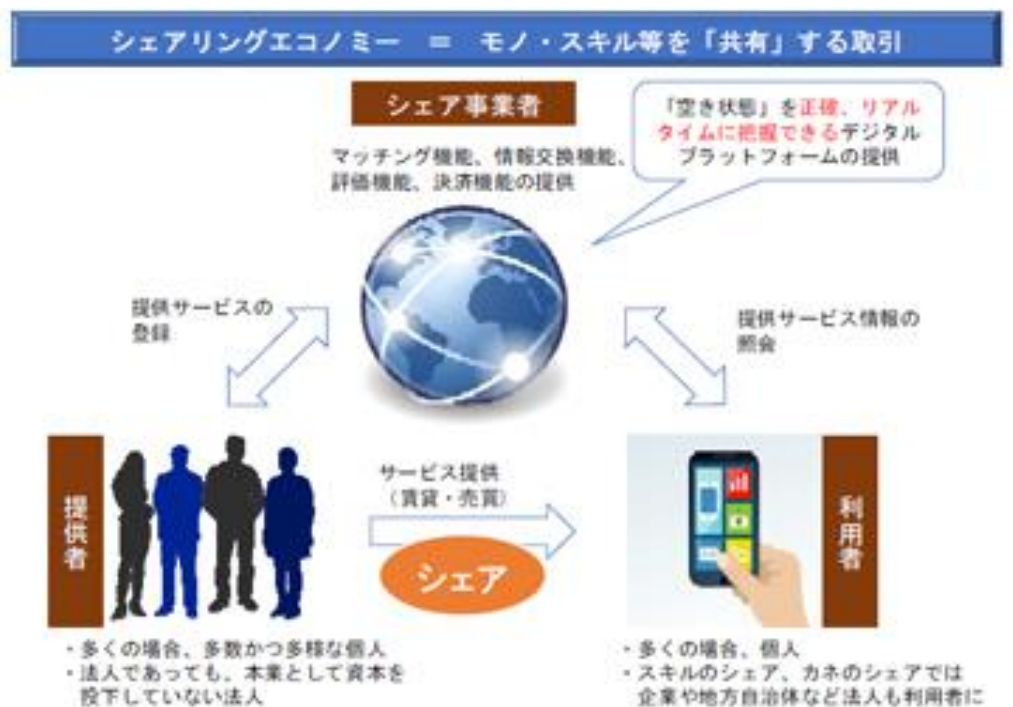 シェアリングエコノミー ＝ モノ・スキル等を「共有」する取引
シェア事業者
マッチング機能、情報交換機能、
評価機能、決済機能の提供
「空き状態」を正確、リアル
タイムに把握できるデジタル
プラットフォームの提供
提供サービスの
登録
提供サービス情報の
照会
提供者
サービス提供
（賃貸・売買）
シェア
利用者
・多くの場合、多数かつ多様な個人
・法人であっても、本業として資本を
投下していない法人
・多くの場合、個人
・スキルのシェア、カネのシェアでは
企業や地方自治体など法人も利用者に